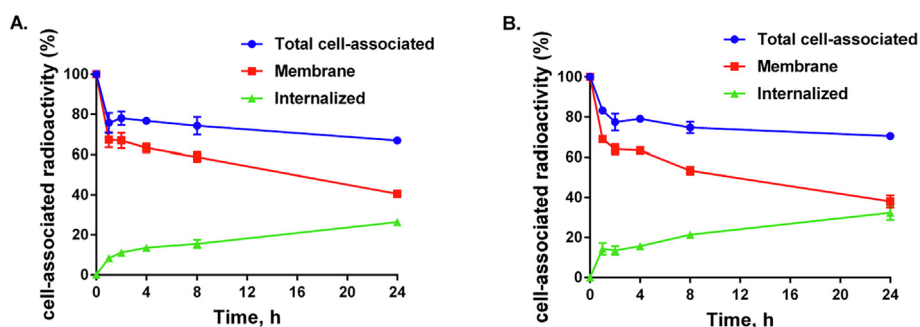 A.
cell-associated radioactivity (%)
Total cell-associated
Membrane
Internalized
100
80
60
40
20
0
0 4 8 12 16 20 24
Time, h
B.
cell-associated radioactivity (%)
Total cell-associated
Membrane
Internalized
100
80
60
40
20
0
0 4 8 12 16 20 24
Time, h